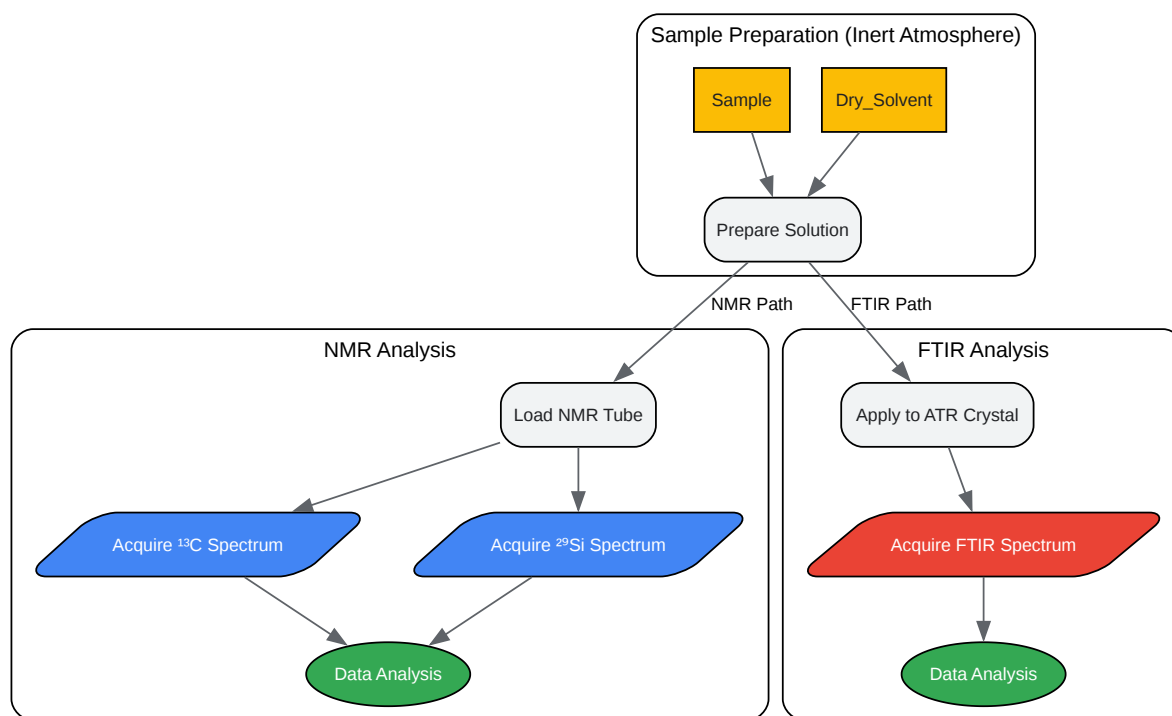 Sample Preparation (Inert Atmosphere)
Sample
Dry_Solvent
Prepare Solution
NMR Path
FTIR Path
NMR Analysis
FTIR Analysis
Load NMR Tube
Apply to ATR Crystal
Acquire ¹³C Spectrum
Acquire ²⁹Si Spectrum
Acquire FTIR Spectrum
Data Analysis
Data Analysis